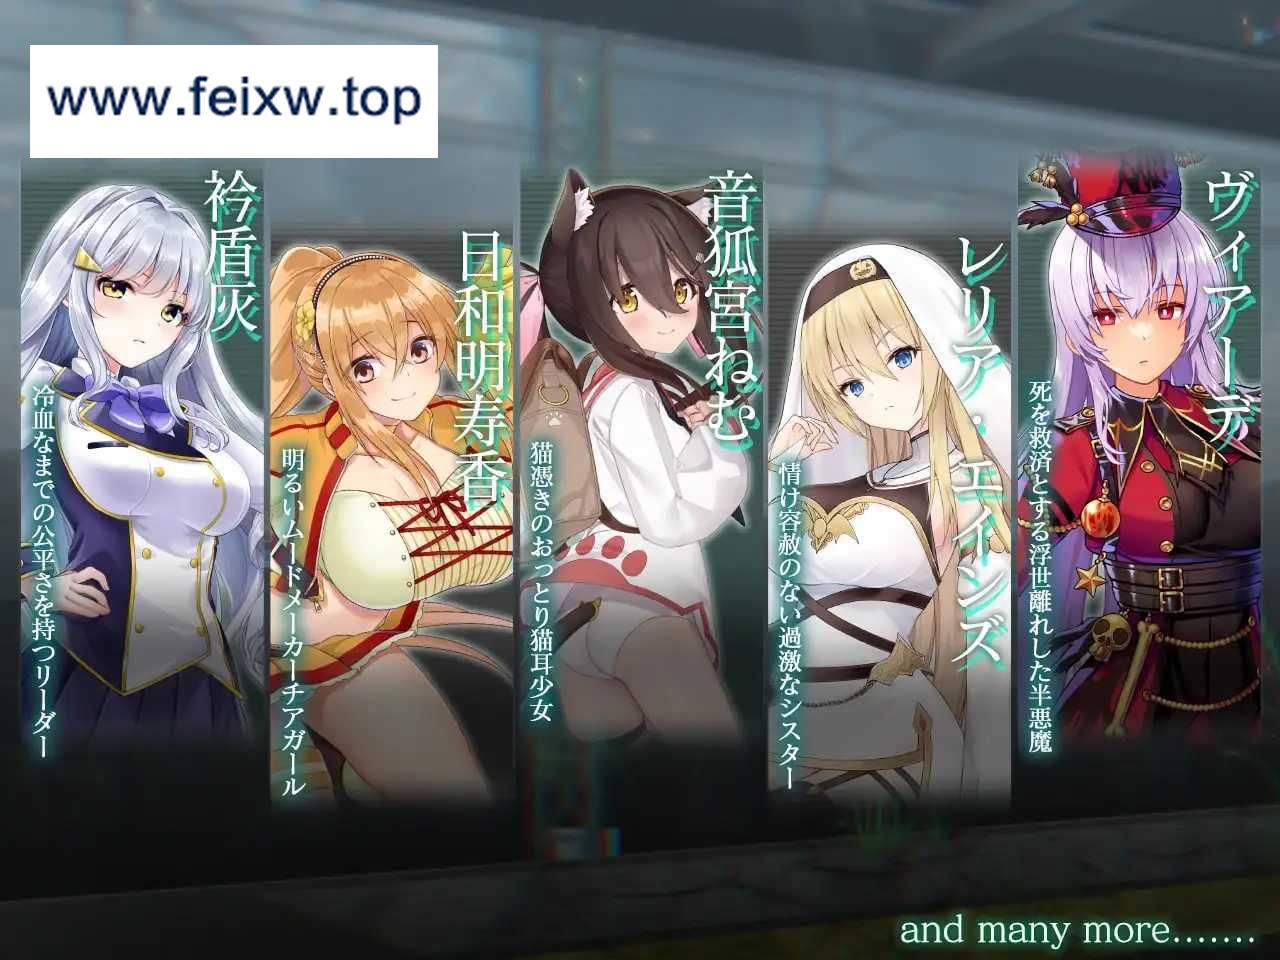 www.feixw.top
衿盾灰
冷血なまでの公平さを持つリーダー
日和明寿香
明るいムードメーカーチアガール
音狐宮ねむ
猫憑きのおっとり猫耳少女
レリア・エインズ
情け容赦のない過激なシスター
ヴィアーデ
死を救済とする浮世離れした半悪魔
and many more.......